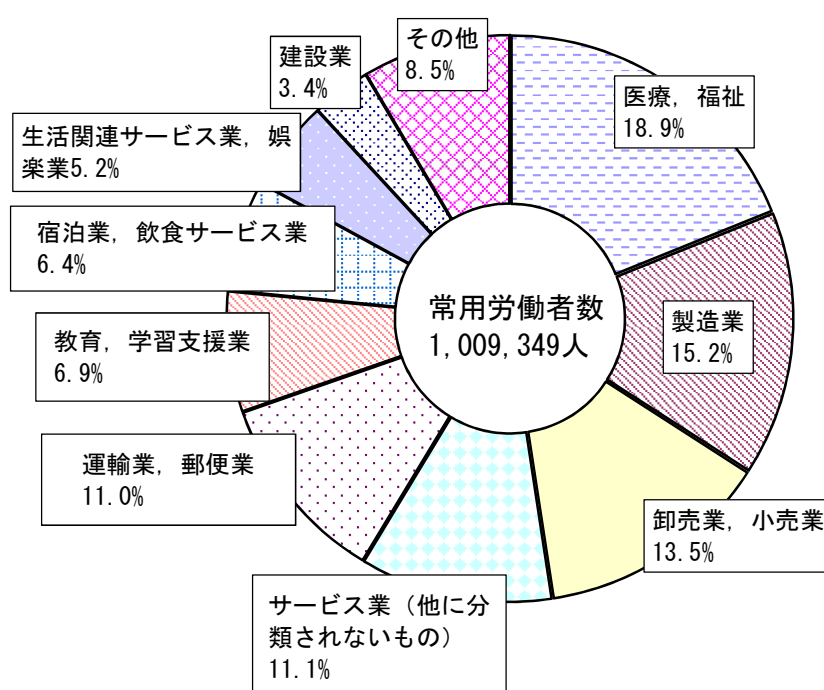 その他
8.5%
建設業
3.4%
医療，福祉
18.9%
生活関連サービス業，娯
楽業5.2%
宿泊業，飲食サービス業
6.4%
常用労働者数
1,009,349人
製造業
15.2%
教育，学習支援業
6.9%
運輸業，郵便業
11.0%
卸売業，小売業
13.5%
サービス業（他に分
類されないもの）
11.1%